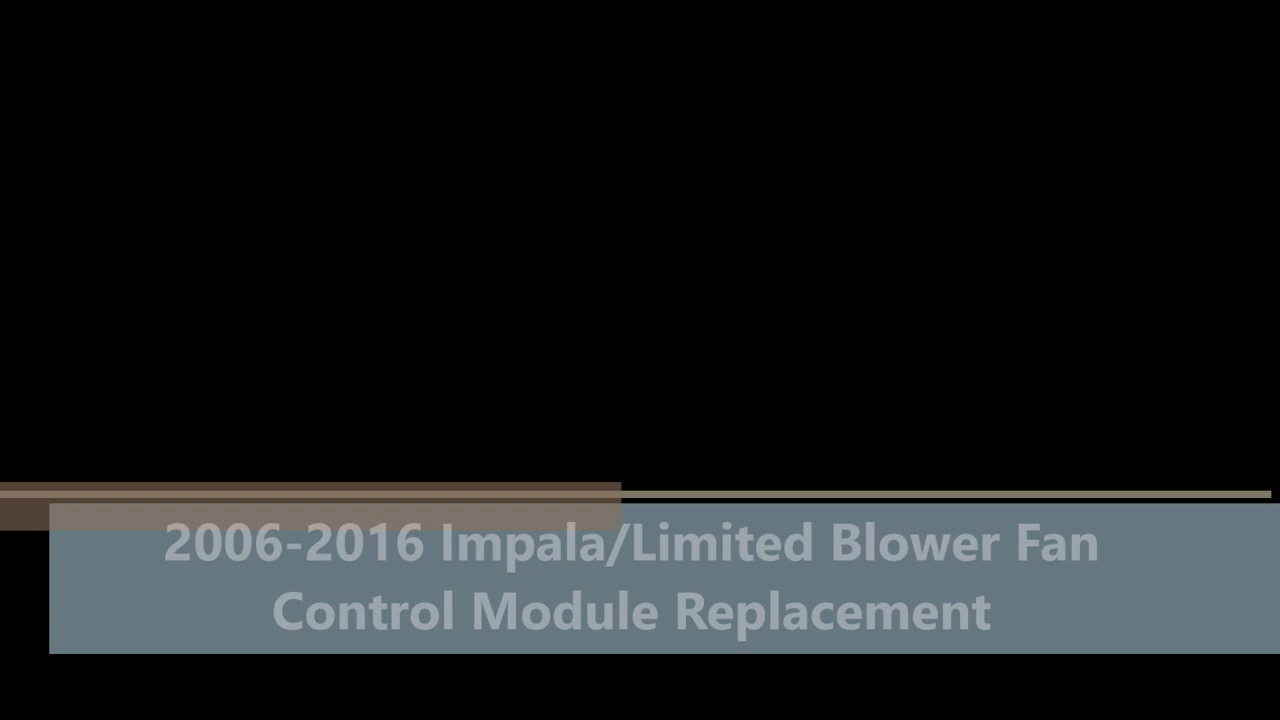 2006-2016 Impala/Limited Blower Fan
Control Module Replacement